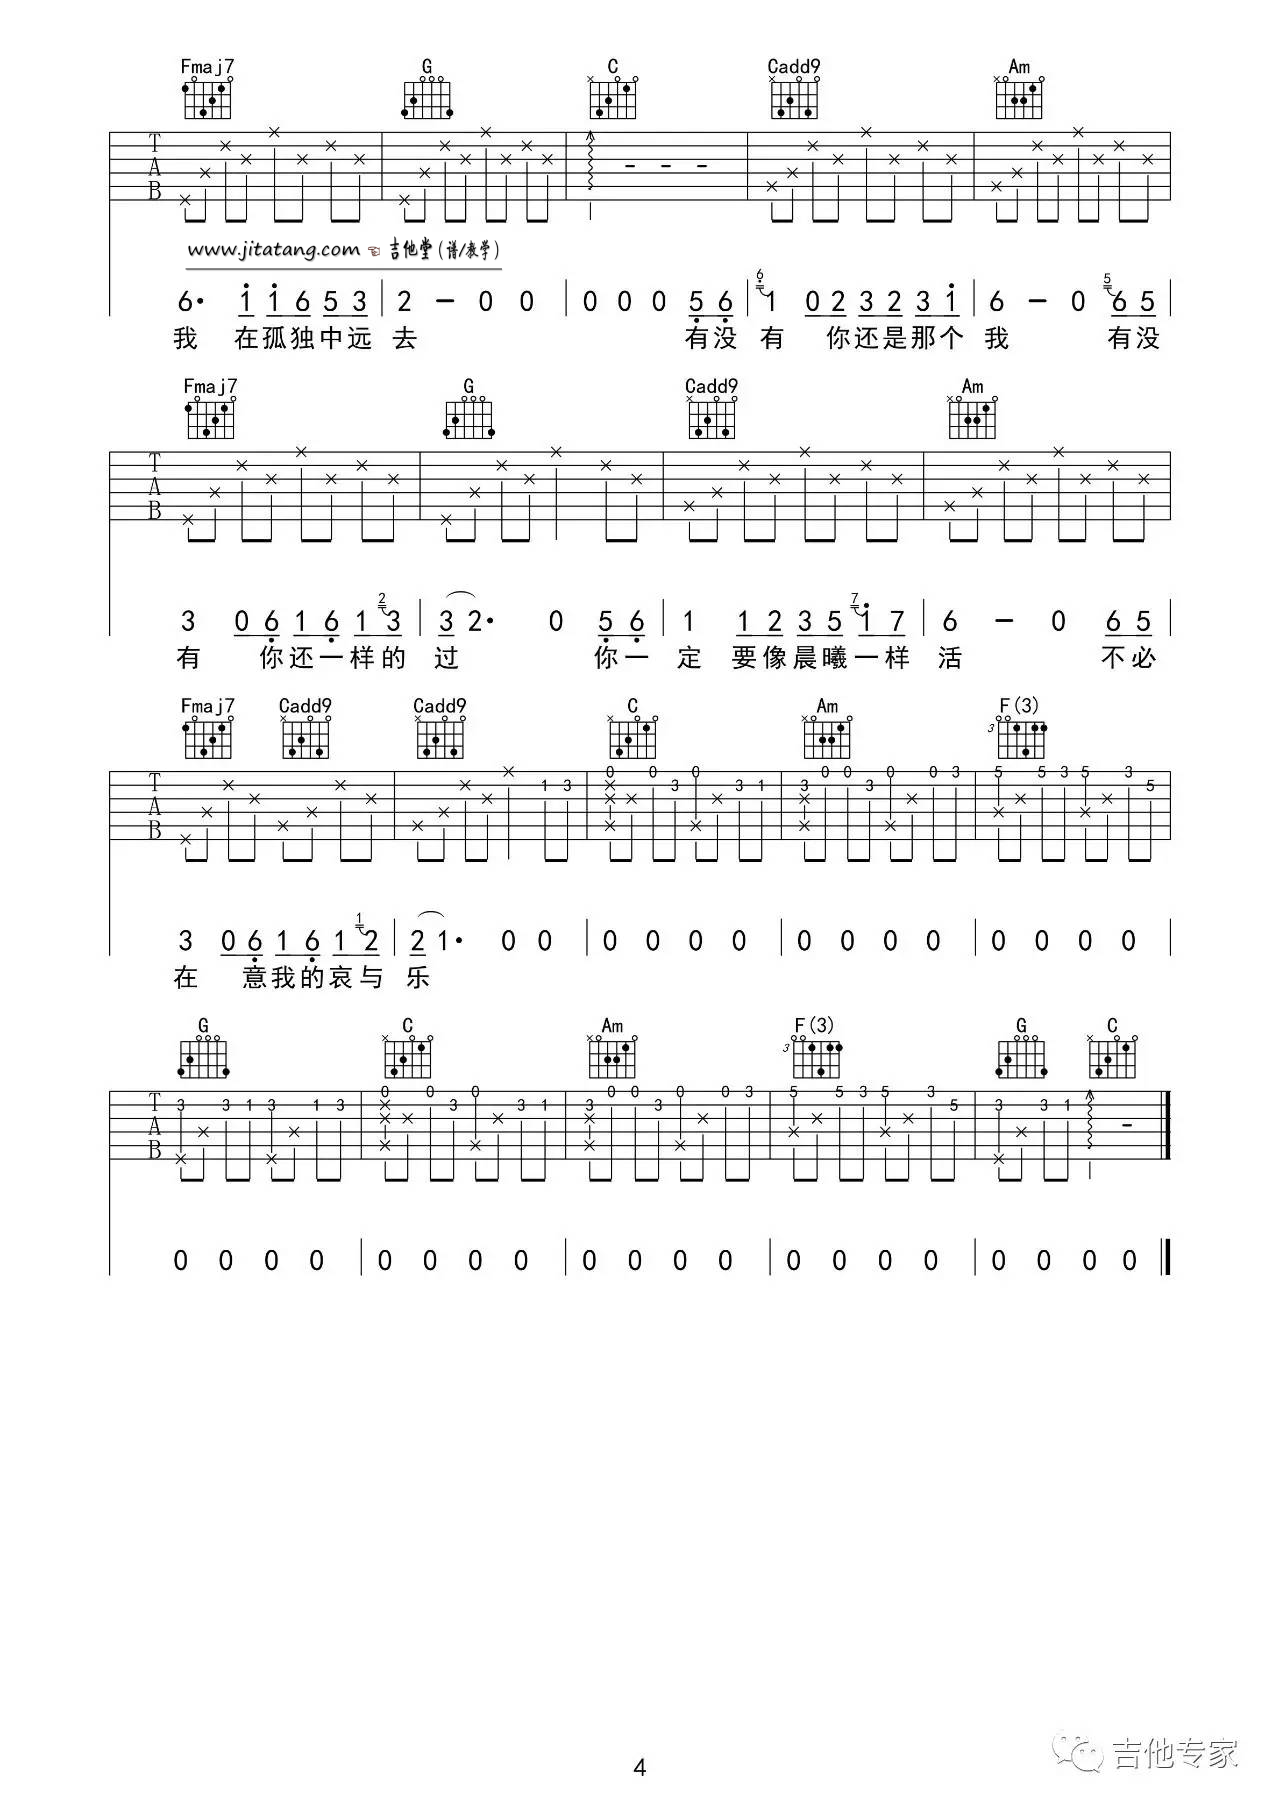 Fmaj7 G C Cadd9 Am
T A B
www.jitatang.com ☜ 吉他堂(谱/教学)
6· 1 1 6 5 3 2 - 0 0 0 0 0 5 6 6 1 0 2 3 2 3 1 6 - 0 5 6 5
我 在孤独中远 去 有没 有 你还是那个 我 有没
Fmaj7 G Cadd9 Am
T A B
3 0 6 1 6 1 2 3 3 2· 0 5 6 1 1 2 3 5 7 1 7 6 - 0 6 5
有 你还一样的 过 你一 定 要像晨曦一样 活 不必
Fmaj7 Cadd9 Cadd9 C Am F(3)
3
T A B 1 3 0 0 3 0 3 1 3 0 0 3 0 0 3 5 5 3 5 3 5
3 0 6 1 6 1 1 2 2 1· 0 0 0 0 0 0 0 0 0 0 0 0 0 0
在 意我的哀与 乐
G C Am F(3) G C
3
T A B 3 3 1 3 1 3 0 0 3 0 3 1 3 0 0 3 0 0 3 5 5 3 5 3 5 3 3 1 -
0 0 0 0 0 0 0 0 0 0 0 0 0 0 0 0 0 0 0 0
吉他专家
4